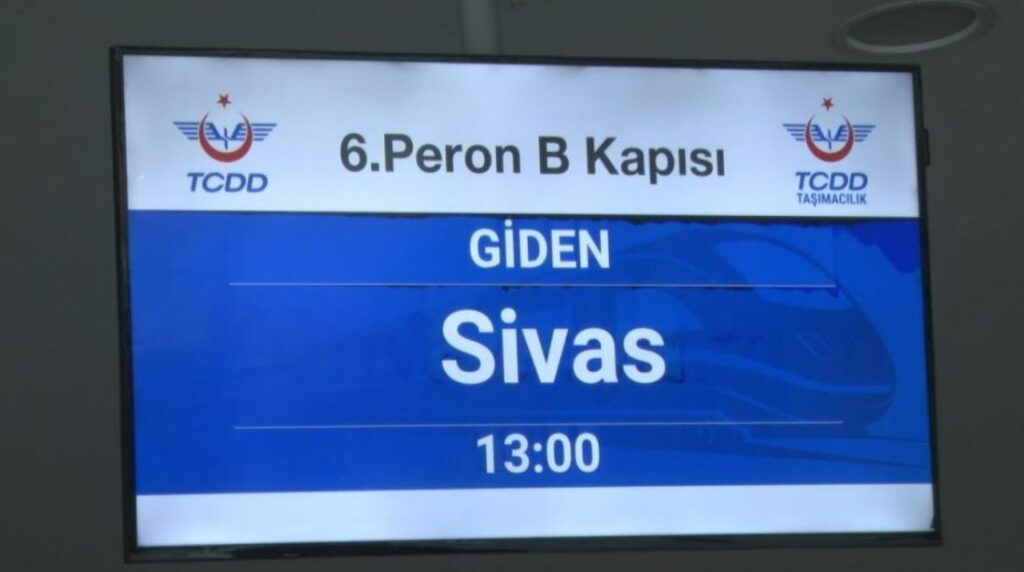 TCDD
6.Peron B Kapısı
TCDD
TAŞIMACILIK
GİDEN
Sivas
13:00